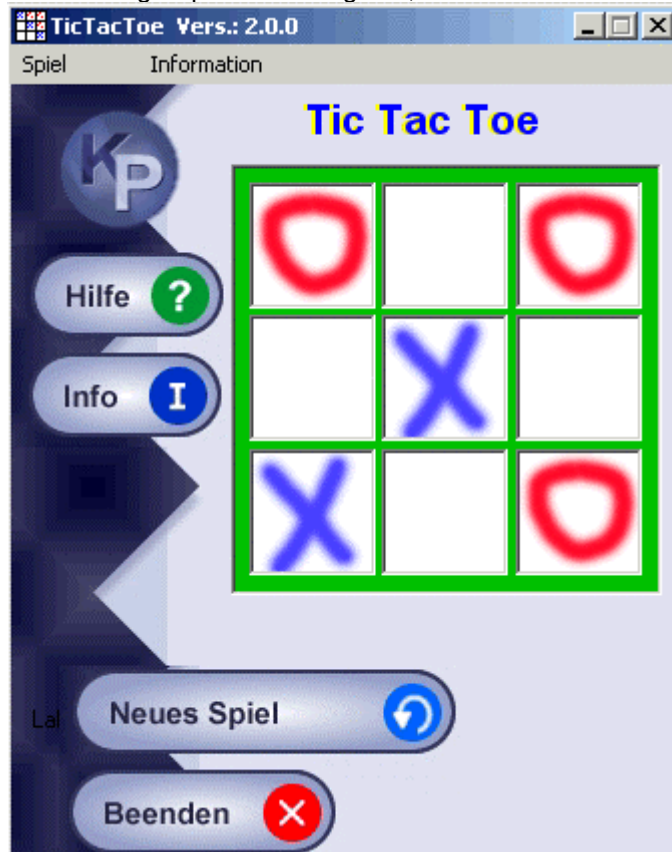 TicTacToe Vers.: 2.0.0
Spiel Information
KP
Tic Tac Toe
Hilfe ?
Info I
Lal
Neues Spiel
Beenden